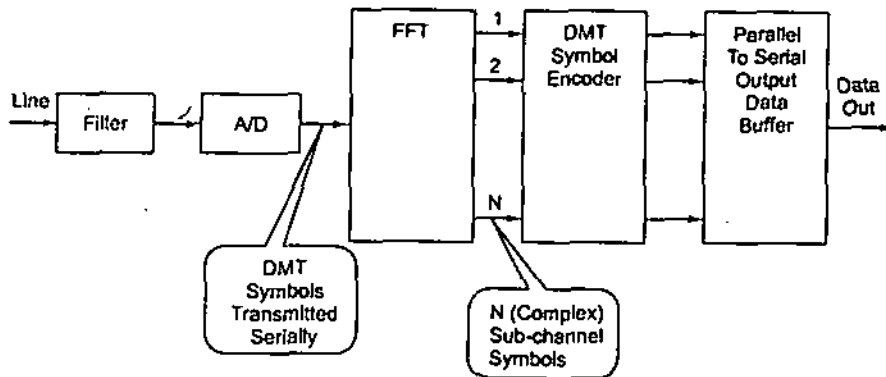 Line
Filter
A/D
FFT
1
2
N
DMT
Symbol
Encoder
Parallel
To Serial
Output
Data
Buffer
Data
Out
DMT
Symbols
Transmitted
Serially
N (Complex)
Sub-channel
Symbols